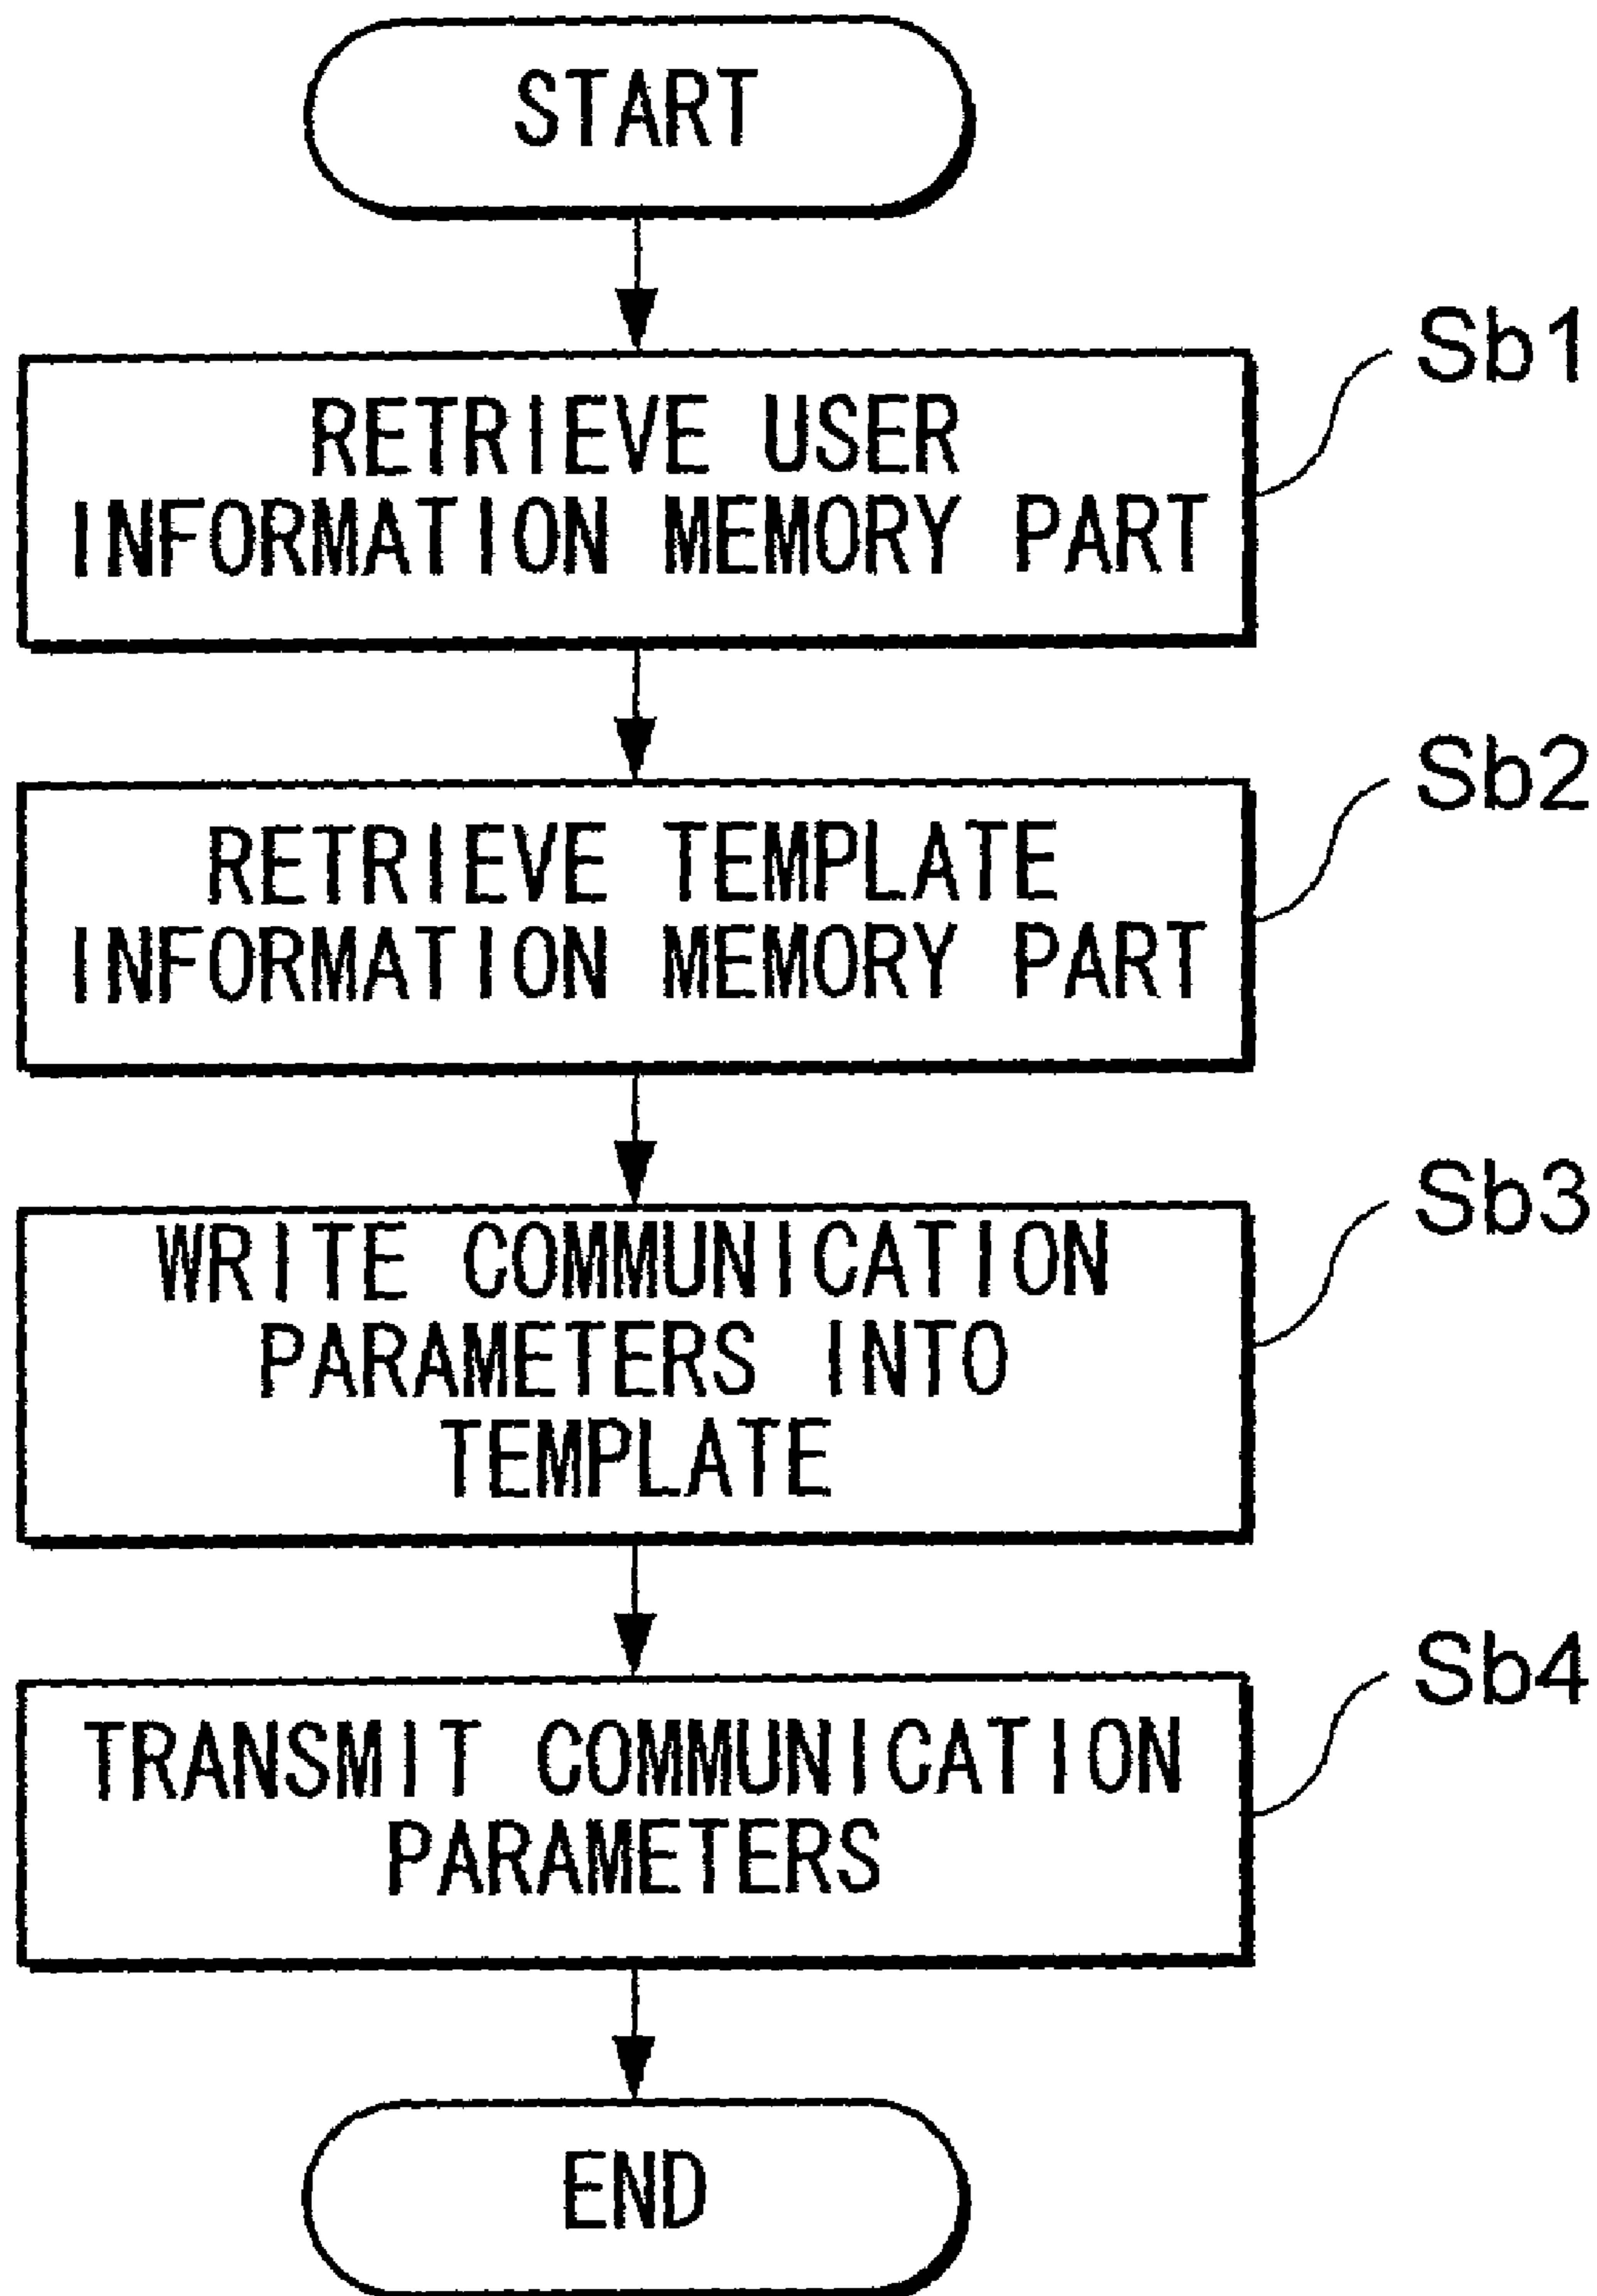 START
Sb1
RETRIEVE USER
INFORMATION MEMORY PART
Sb2
RETRIEVE TEMPLATE
INFORMATION MEMORY PART
Sb3
WRITE COMMUNICATION
PARAMETERS INTO
TEMPLATE
Sb4
TRANSMIT COMMUNICATION
PARAMETERS
END